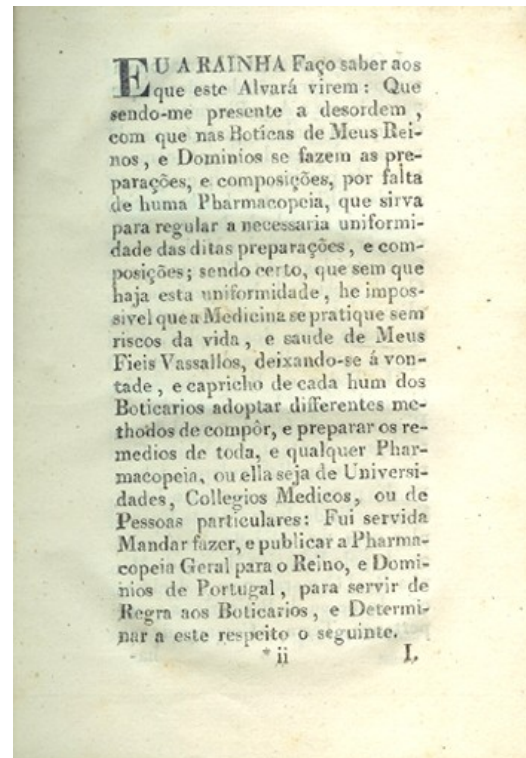 EU A RAINHA Faço saber aos
que este Alvará virem: Que
sendo-me presente a desordem,
com que nas Boticas de Meus Rei-
nos, e Dominios se fazem as pre-
parações, e composições, por falta
de huma Pharmacopeia, que sirva
para regular a necessaria uniformi-
dade das ditas preparações, e com-
posições; sendo certo, que sem que
haja esta uniformidade, he impos-
sivel que a Medicina se pratique sem
riscos da vida, e saude de Meus
Fieis Vassallos, deixando-se á von-
tade, e capricho de cada hum dos
Boticarios adoptar differentes me-
thodos de compôr, e preparar os re-
medios de toda, e qualquer Phar-
macopeia, ou ella seja de Universi-
dades, Collegios Medicos, ou de
Pessoas particulares: Fui servida
Mandar fazer, e publicar a Pharma-
copeia Geral para o Reino, e Domi-
nios de Portugal, para servir de
Regra aos Boticarios, e Determi-
nar a este respeito o seguinte.
* ii I.